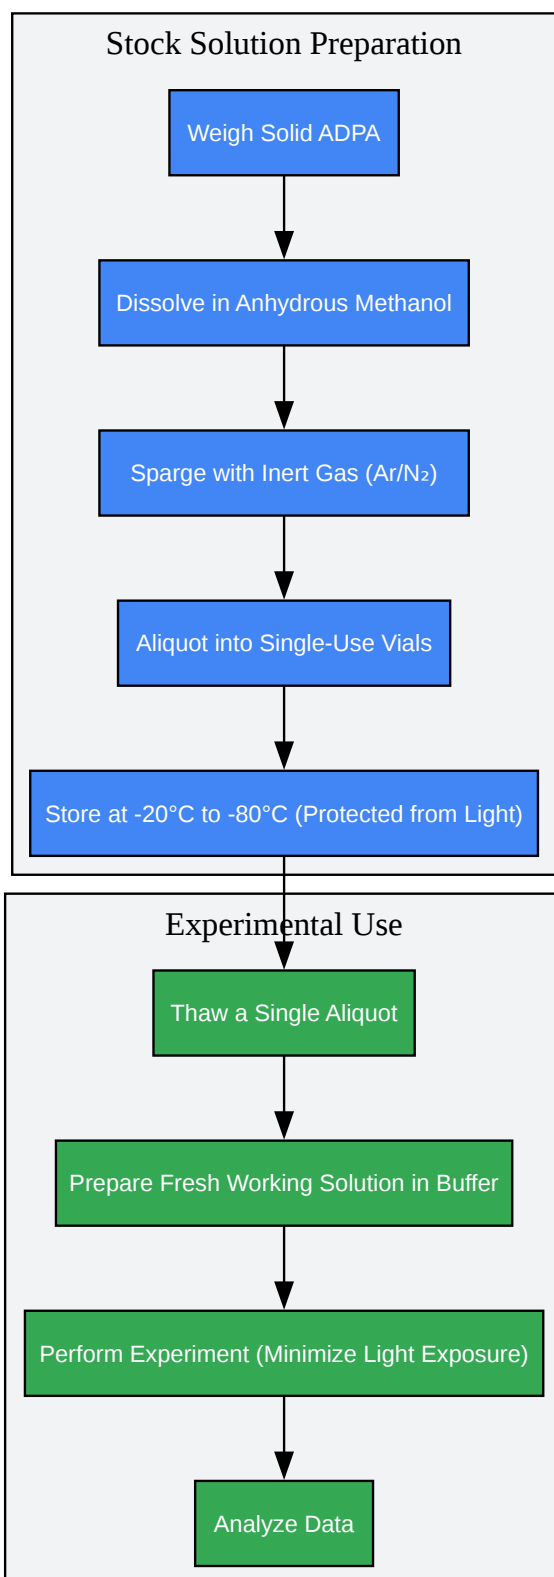 Stock Solution Preparation
Weigh Solid ADPA
Dissolve in Anhydrous Methanol
Sparge with Inert Gas (Ar/N₂)
Aliquot into Single-Use Vials
Store at -20°C to -80°C (Protected from Light)
Experimental Use
Thaw a Single Aliquot
Prepare Fresh Working Solution in Buffer
Perform Experiment (Minimize Light Exposure)
Analyze Data